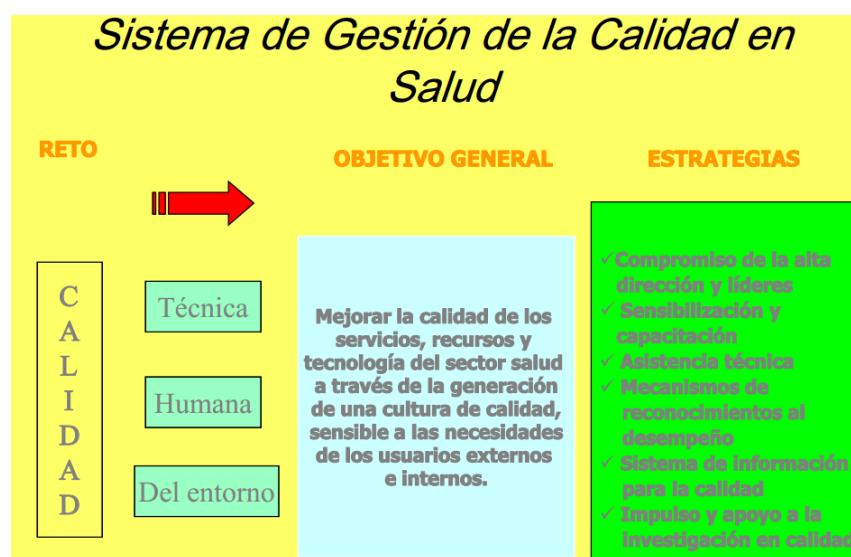 Sistema de Gestión de la Calidad en
Salud
RETO
OBJETIVO GENERAL
ESTRATEGIAS
CALIDAD
Técnica
Humana
Del entorno
Mejorar la calidad de los
servicios, recursos y
tecnología del sector salud
a través de la generación
de una cultura de calidad,
sensible a las necesidades
de los usuarios externos
e internos.
✓Compromiso de la alta
dirección y líderes
✓ Sensibilización y
capacitación
✓ Asistencia técnica
✓ Mecanismos de
reconocimientos al
desempeño
✓ Sistema de información
para la calidad
✓ Impulso y apoyo a la
investigación en calidad